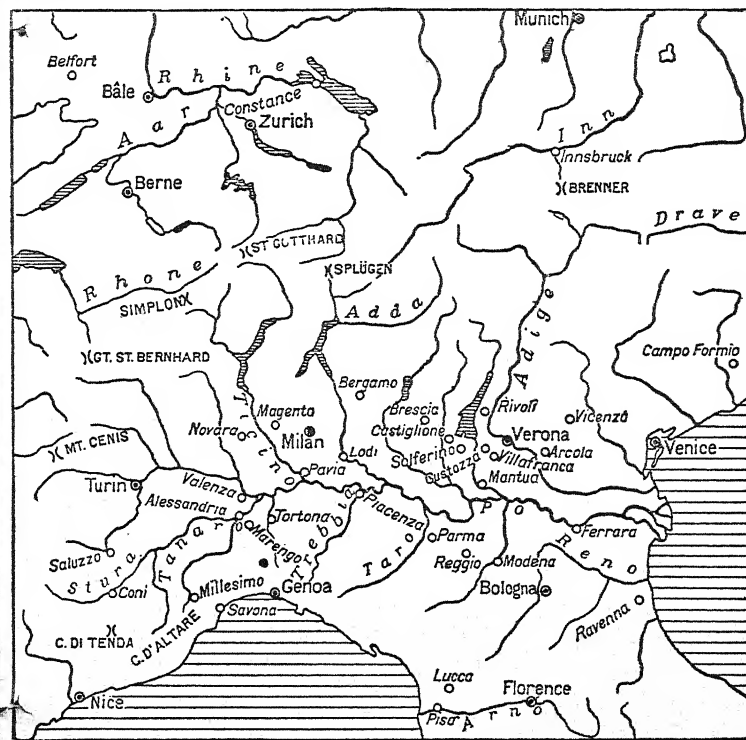 Munich
Belfort
Rhine
Bâle
Constance
Zurich
Aar
Inn
Innsbruck
Berne
BRENNER
Drave
ST GOTTHARD
SPLÜGEN
Rhone
SIMPLON
Adda
Adige
GT. ST. BERNHARD
Campo Formio
Bergamo
Ticino
Magenta
Brescia
Rivoli
Vicenza
Novara
Milan
Castiglione
Verona
Venice
MT. CENIS
Lodi
Solferino
Custozza
Villafranca
Arcola
Pavia
Mantua
Turin
Valenza
Piacenza
Po
Alessandria
Tortona
Trebbia
Ferrara
Tanaro
Marengo
Parma
Reno
Saluzzo
Taro
Reggio
Modena
Stura
Coni
Millesimo
Genoa
Bologna
Savona
Ravenna
C. DI TENDA
C. D'ALTARE
Lucca
Florence
Nice
Pisa
Arno